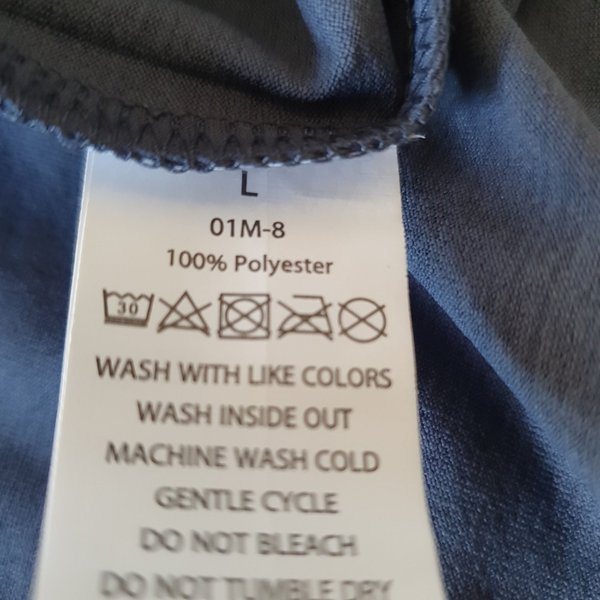 L
01M-8
100% Polyester
30
WASH WITH LIKE COLORS
WASH INSIDE OUT
MACHINE WASH COLD
GENTLE CYCLE
DO NOT BLEACH
DO NOT TUMBLE DRY